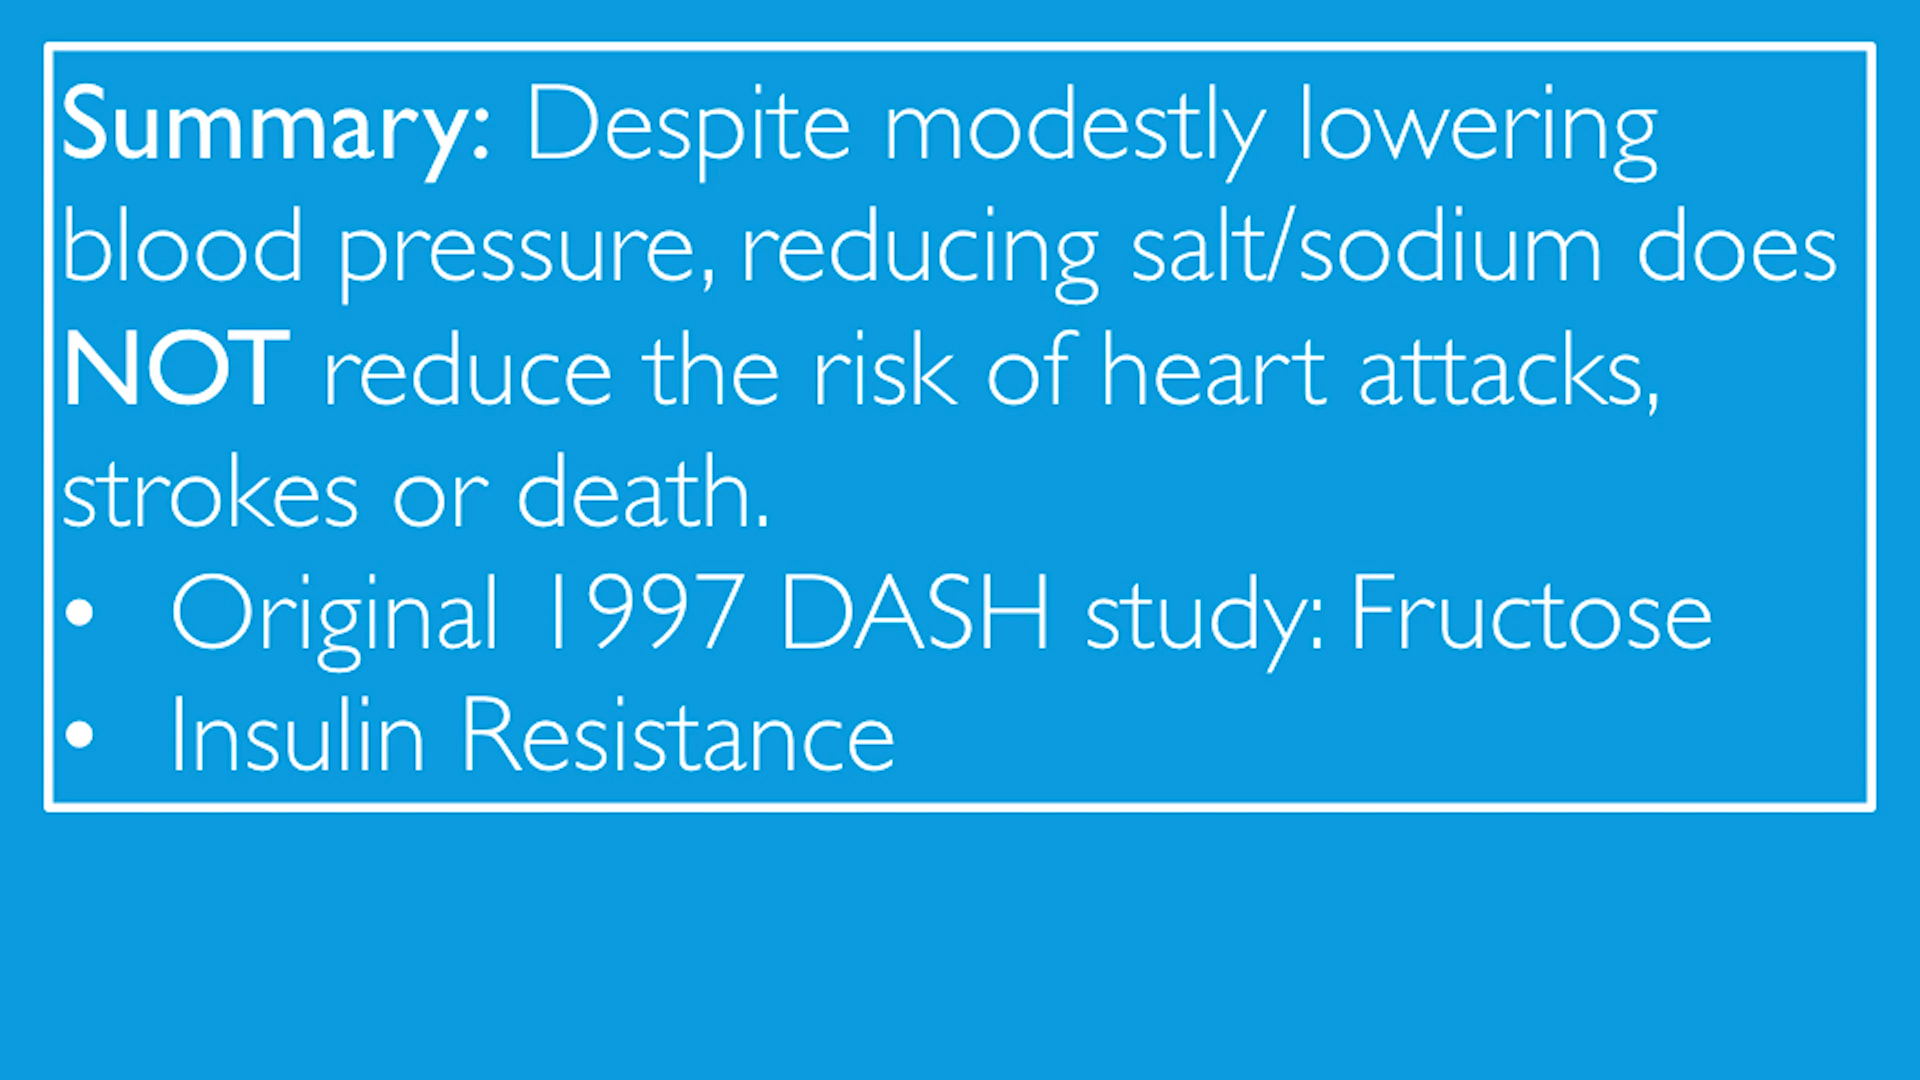 Summary: Despite modestly lowering
blood pressure, reducing salt/sodium does
NOT reduce the risk of heart attacks,
strokes or death.
• Original 1997 DASH study: Fructose
• Insulin Resistance